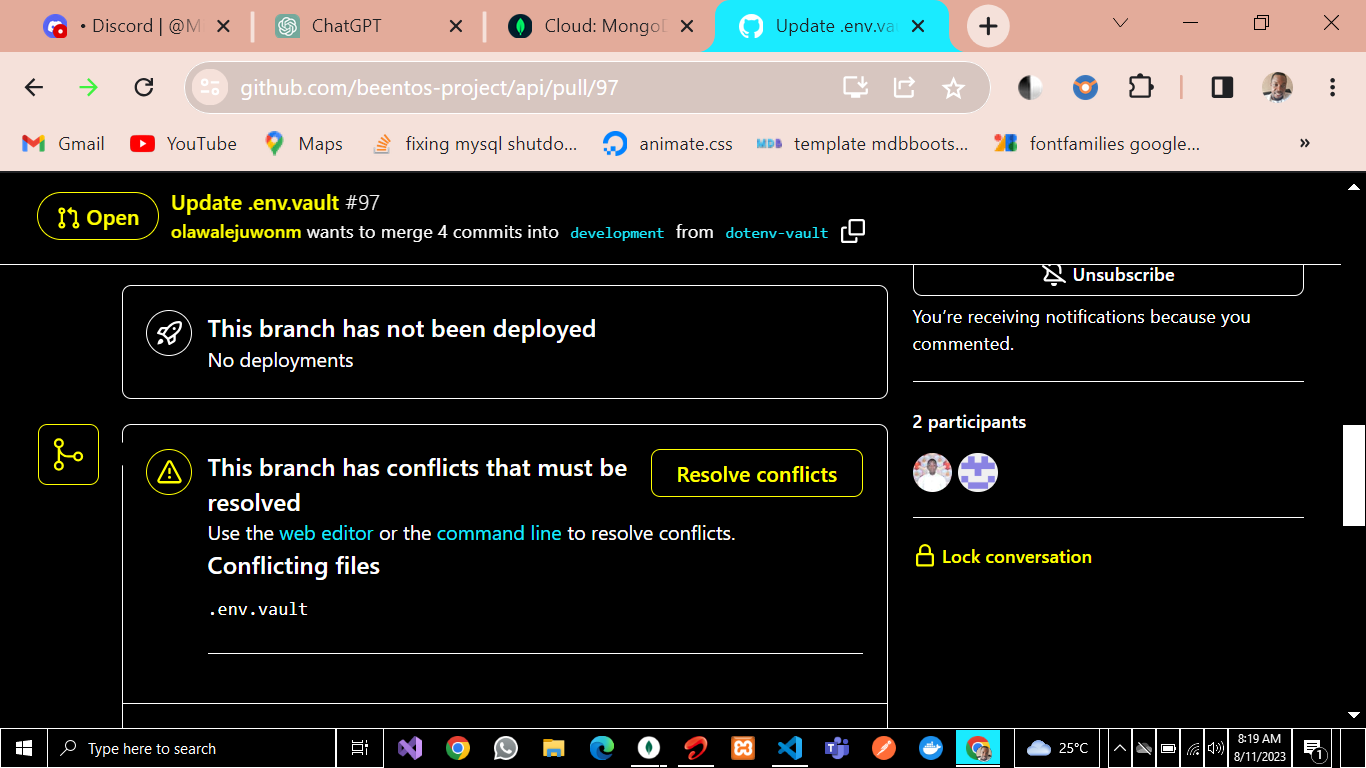 • Discord | @M
ChatGPT
Cloud: MongoD
Update .env.va
github.com/beentos-project/api/pull/97
Gmail
YouTube
Maps
fixing mysql shutdo...
animate.css
MDB
template mdbboots...
fontfamilies google...
»
Open
Update .env.vault #97
olawalejuwonm wants to merge 4 commits into development from dotenv-vault
This branch has not been deployed
No deployments
This branch has conflicts that must be
resolved
Resolve conflicts
Use the web editor or the command line to resolve conflicts.
Conflicting files
.env.vault
Unsubscribe
You’re receiving notifications because you
commented.
2 participants
Lock conversation
Type here to search
25°C
8:19 AM
8/11/2023
1